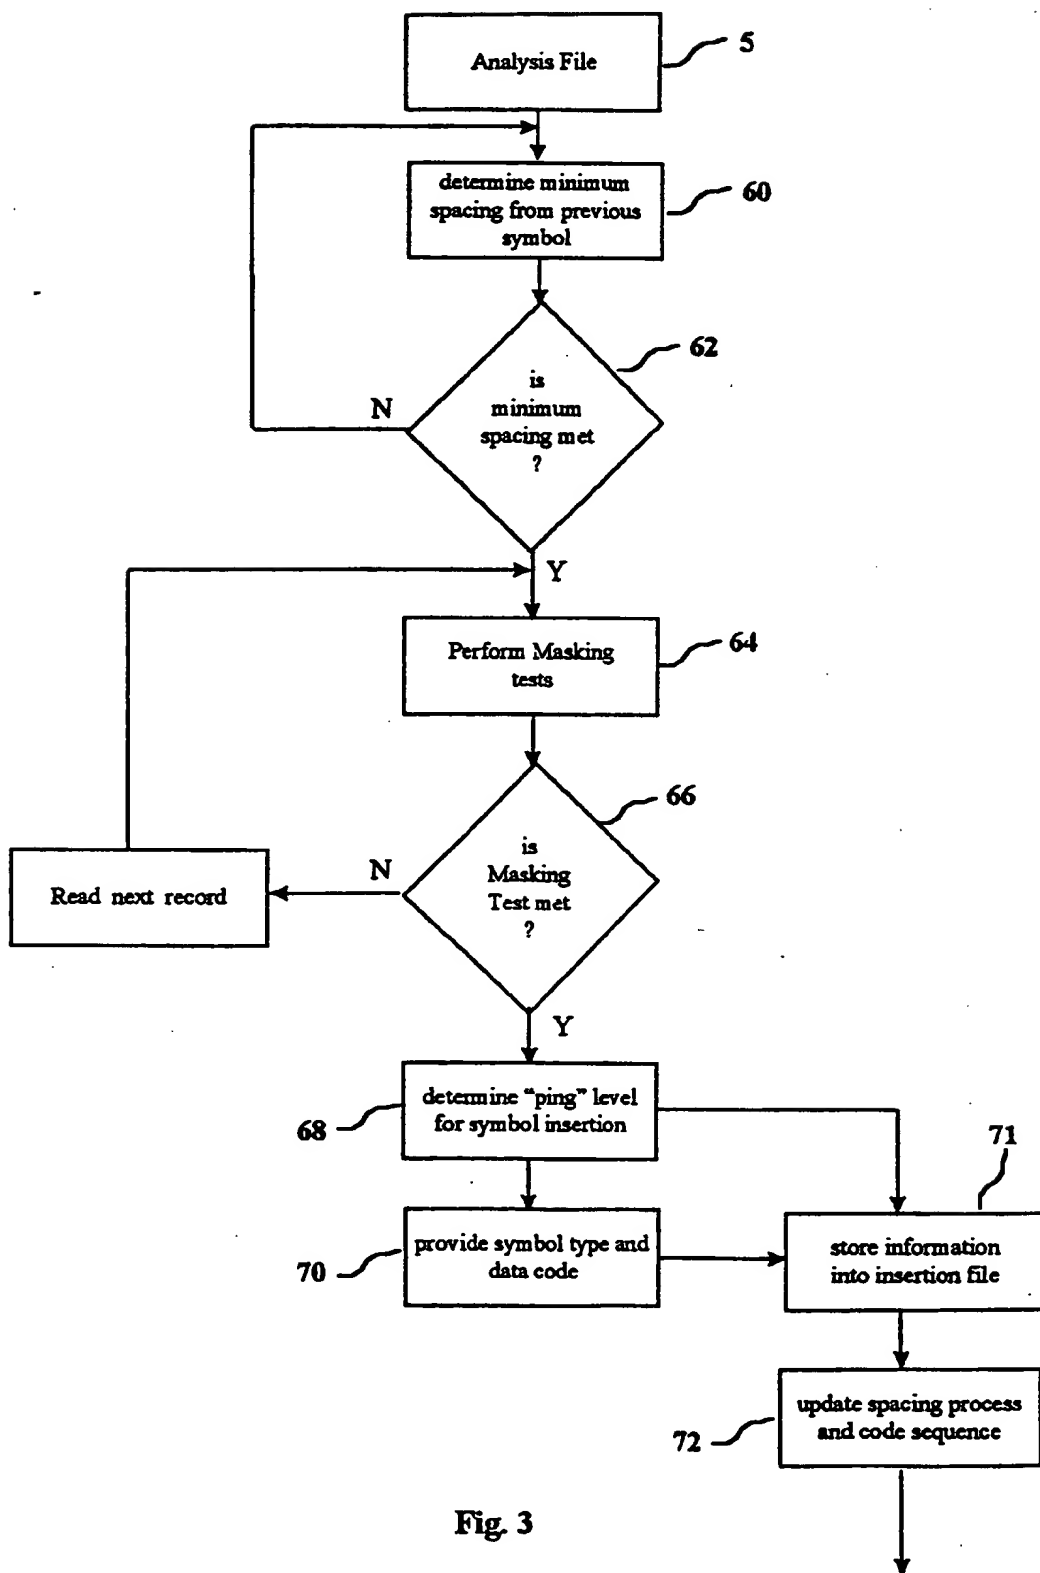 Analysis File
5
determine minimum
spacing from previous
symbol
60
is
minimum
spacing met
?
62
N
Y
Perform Masking
tests
64
is
Masking
Test met
?
66
N
Read next record
Y
determine "ping" level
for symbol insertion
68
provide symbol type and
data code
70
71
store information
into insertion file
update spacing process
and code sequence
72
Fig. 3